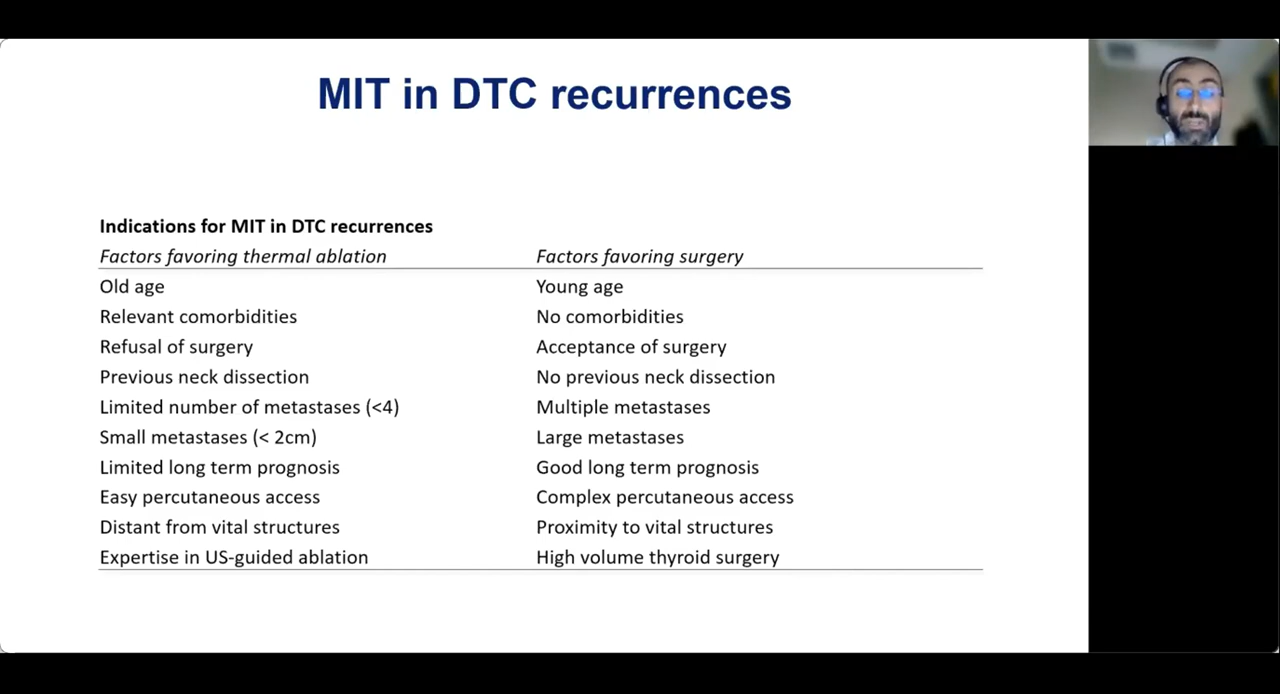 MIT in DTC recurrences
Indications for MIT in DTC recurrences
Factors favoring thermal ablation Factors favoring surgery
Old age Young age
Relevant comorbidities No comorbidities
Refusal of surgery Acceptance of surgery
Previous neck dissection No previous neck dissection
Limited number of metastases (<4) Multiple metastases
Small metastases (< 2cm) Large metastases
Limited long term prognosis Good long term prognosis
Easy percutaneous access Complex percutaneous access
Distant from vital structures Proximity to vital structures
Expertise in US-guided ablation High volume thyroid surgery